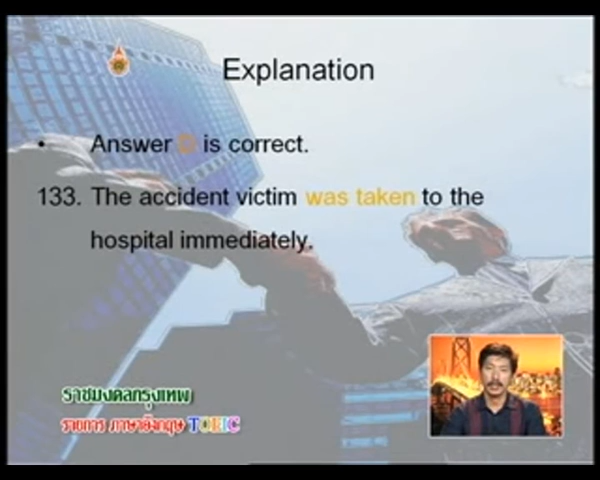 Explanation
• Answer D is correct.
133. The accident victim was taken to the
hospital immediately.
ราชมงคลกรุงเทพ
รายการ ภาษาอังกฤษ TOEIC